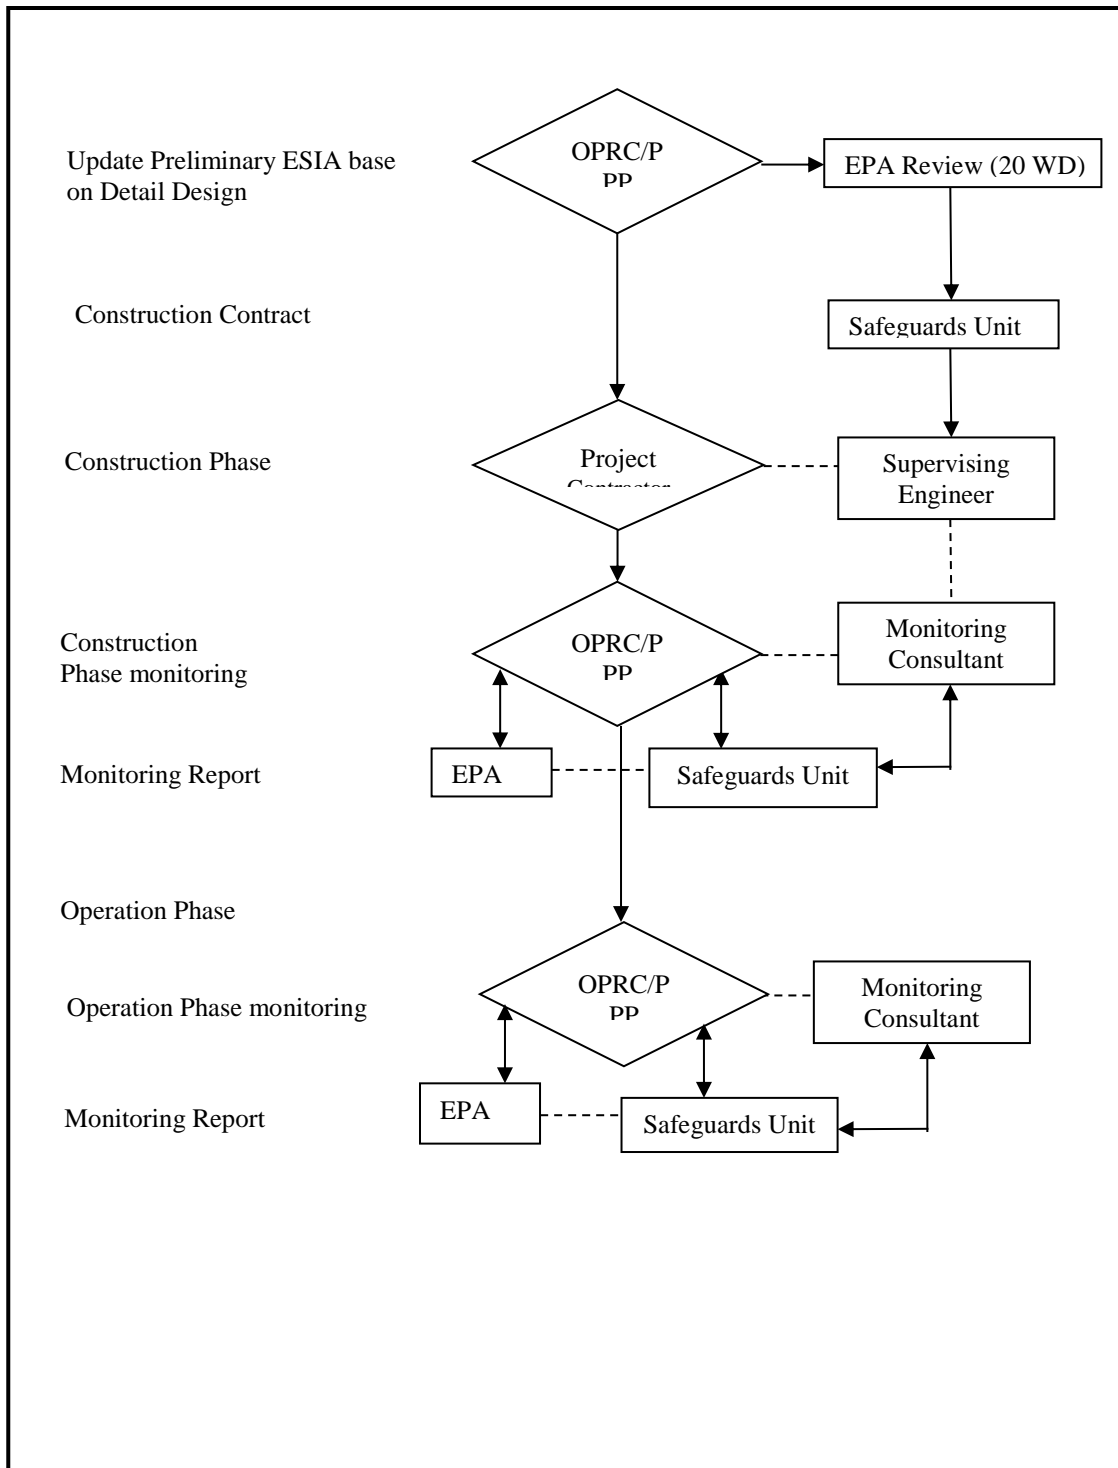 Update Preliminary ESIA base
on Detail Design
OPRC/P
PP
EPA Review (20 WD)
Construction Contract
Safeguards Unit
Construction Phase
Project
Contractor
Supervising
Engineer
Construction
Phase monitoring
OPRC/P
PP
Monitoring
Consultant
Monitoring Report
EPA
Safeguards Unit
Operation Phase
Operation Phase monitoring
OPRC/P
PP
Monitoring
Consultant
Monitoring Report
EPA
Safeguards Unit